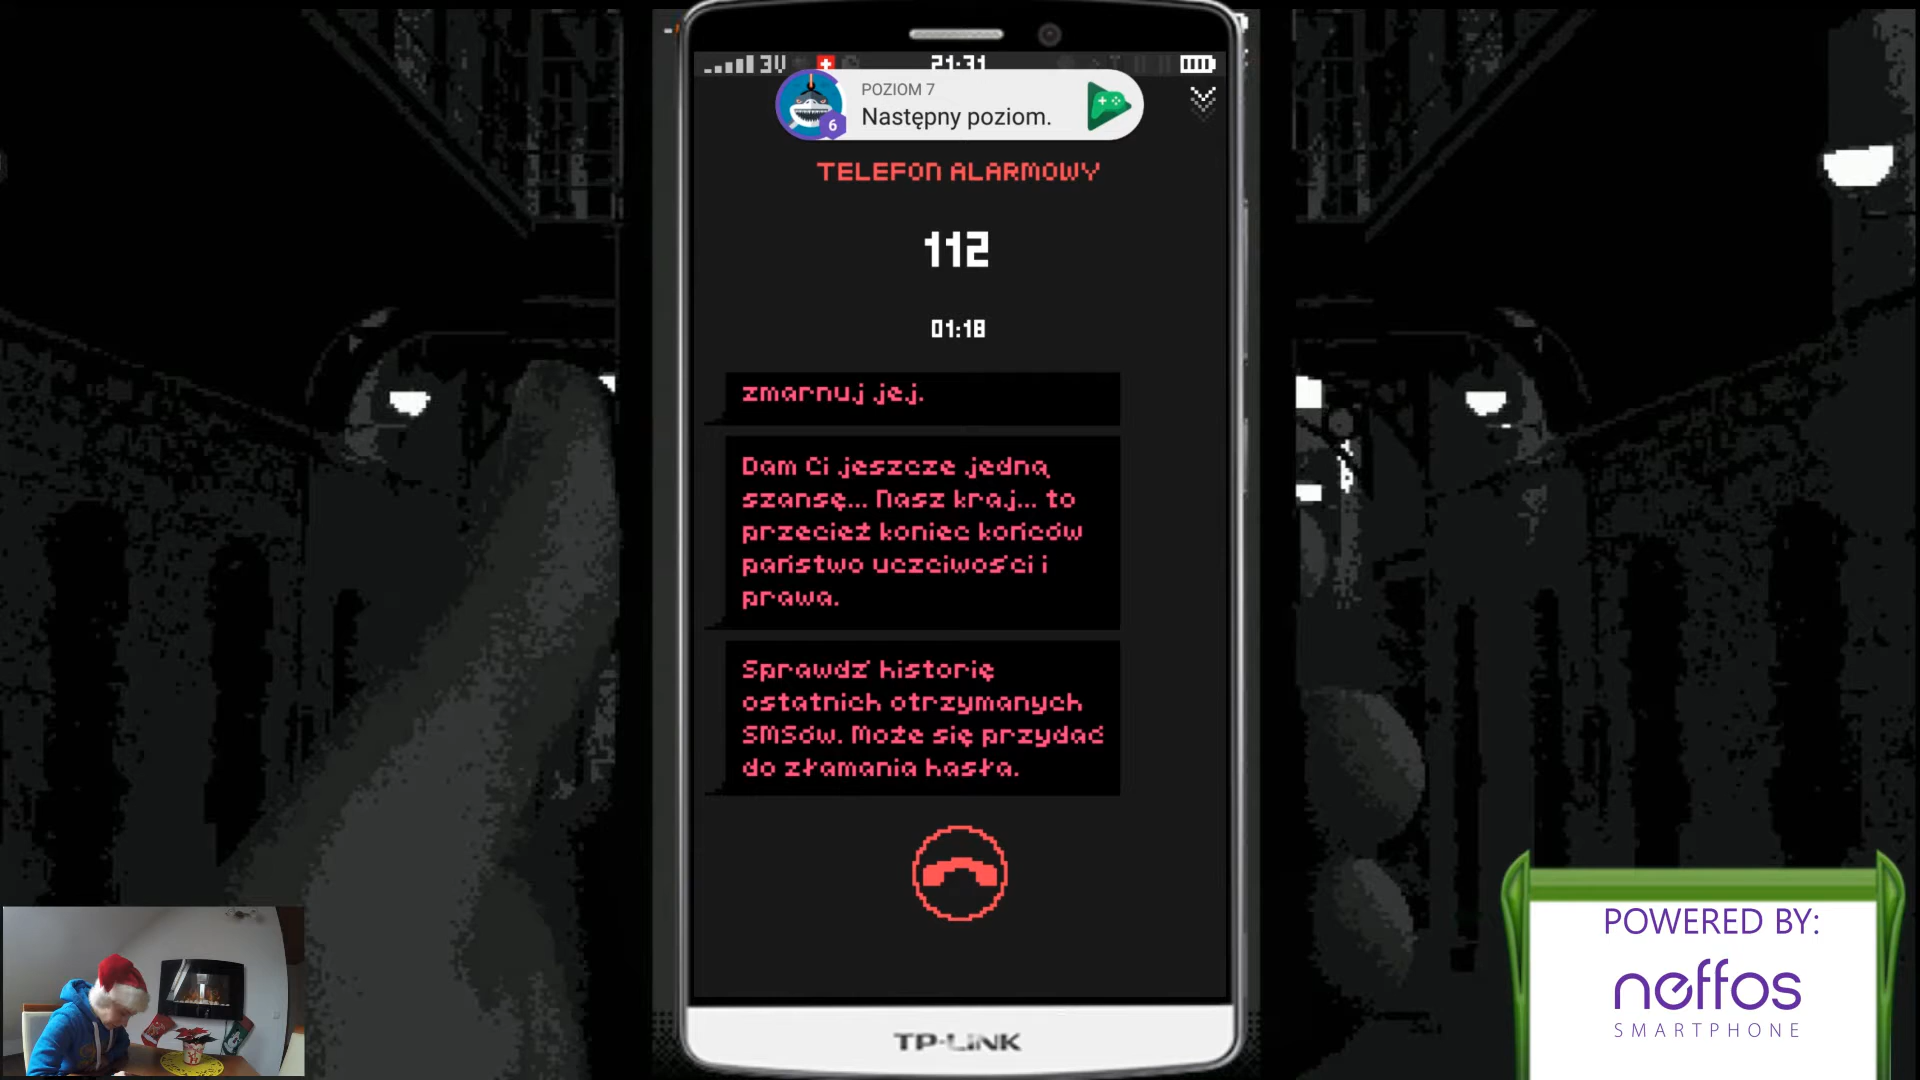 3G
21:31
POZIOM 7
6
Następny poziom.
TELEFON ALARMOWY
112
01:18
zmarnuj jej.
Dam Ci jeszcze jedną
szansę... Nasz kraj... to
przecież koniec końców
państwo uczciwości i
prawa.
Sprawdź historię
ostatnich otrzymanych
SMSów. Może się przydać
do złamania hasła.
TP-LINK
POWERED BY:
neffos
SMARTPHONE